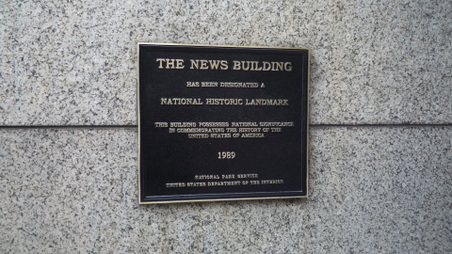 THE NEWS BUILDING
HAS BEEN DESIGNATED A
NATIONAL HISTORIC LANDMARK
THIS BUILDING POSSESSES NATIONAL SIGNIFICANCE
IN COMMEMORATING THE HISTORY OF THE
UNITED STATES OF AMERICA
1989
NATIONAL PARK SERVICE
UNITED STATES DEPARTMENT OF THE INTERIOR